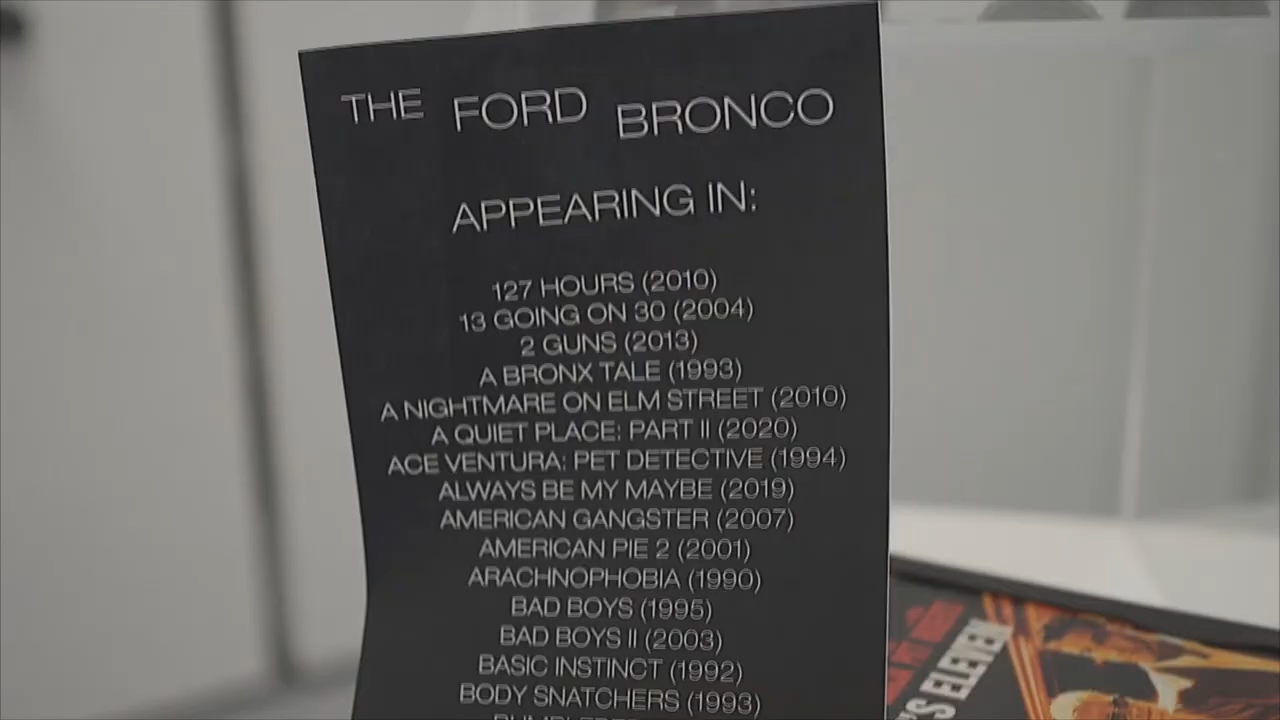 THE FORD BRONCO
APPEARING IN:
127 HOURS (2010)
13 GOING ON 30 (2004)
2 GUNS (2013)
A BRONX TALE (1993)
A NIGHTMARE ON ELM STREET (2010)
A QUIET PLACE: PART II (2020)
ACE VENTURA: PET DETECTIVE (1994)
ALWAYS BE MY MAYBE (2019)
AMERICAN GANGSTER (2007)
AMERICAN PIE 2 (2001)
ARACHNOPHOBIA (1990)
BAD BOYS (1995)
BAD BOYS II (2003)
BASIC INSTINCT (1992)
BODY SNATCHERS (1993)
'S ELEVEN